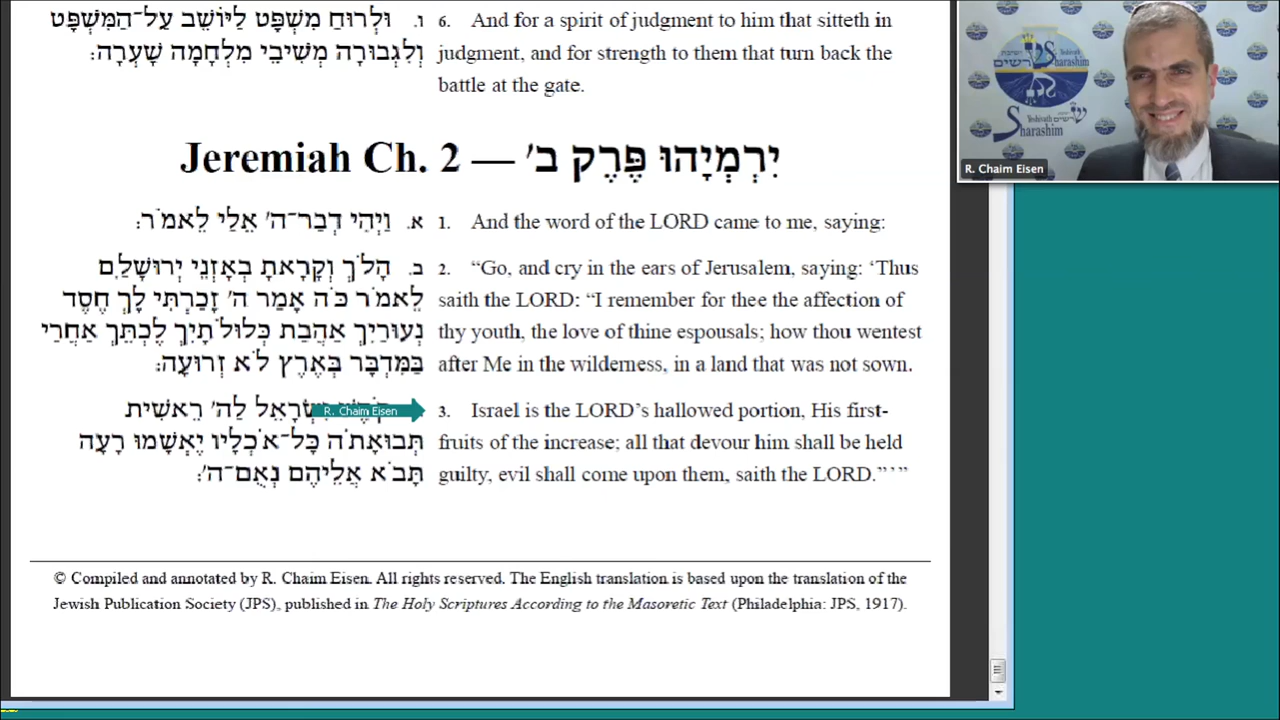 ו. וּלְרוּחַ מִשְׁפָּט לַיּוֹשֵׁב עַל־הַמִּשְׁפָּט
וְלִגְבוּרָה מְשִׁיבֵי מִלְחָמָה שָׁעְרָה:
6. And for a spirit of judgment to him that sitteth in
judgment, and for strength to them that turn back the
battle at the gate.
Jeremiah Ch. 2 — יִרְמְיָהוּ פֶּרֶק ב'
א. וַיְהִי דְבַר־ה' אֵלַי לֵאמֹר:
1. And the word of the LORD came to me, saying:
ב. הָלֹךְ וְקָרָאתָ בְאָזְנֵי יְרוּשָׁלִַם
לֵאמֹר כֹּה אָמַר ה' זָכַרְתִּי לָךְ חֶסֶד
נְעוּרַיִךְ אַהֲבַת כְּלוּלֹתָיִךְ לֶכְתֵּךְ אַחֲרַי
בַּמִּדְבָּר בְּאֶרֶץ לֹא זְרוּעָה:
2. “Go, and cry in the ears of Jerusalem, saying: ‘Thus
saith the LORD: “I remember for thee the affection of
thy youth, the love of thine espousals; how thou wentest
after Me in the wilderness, in a land that was not sown.
יִשְׂרָאֵל לַה' רֵאשִׁית
תְּבוּאָתֹה כָּל־אֹכְלָיו יֶאְשָׁמוּ רָעָה
תָּבֹא אֲלֵיהֶם נְאֻם־ה':
R. Chaim Eisen
3. Israel is the LORD’s hallowed portion, His first-
fruits of the increase; all that devour him shall be held
guilty, evil shall come upon them, saith the LORD.”’”
© Compiled and annotated by R. Chaim Eisen. All rights reserved. The English translation is based upon the translation of the
Jewish Publication Society (JPS), published in The Holy Scriptures According to the Masoretic Text (Philadelphia: JPS, 1917).
ישיבת
שרשים
Yeshivath
Sharashim
R. Chaim Eisen